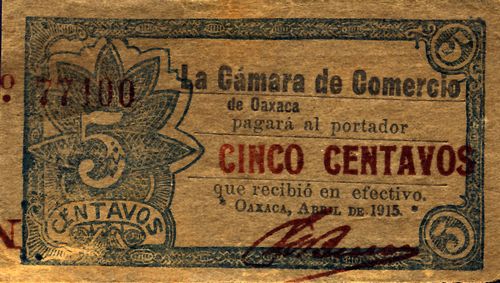 5
º 77100
La Cámara de Comercio
de Oaxaca
pagará al portador
5
CINCO CENTAVOS
que recibió en efectivo.
CENTAVOS
Oaxaca, Abril de 1915.
N
5